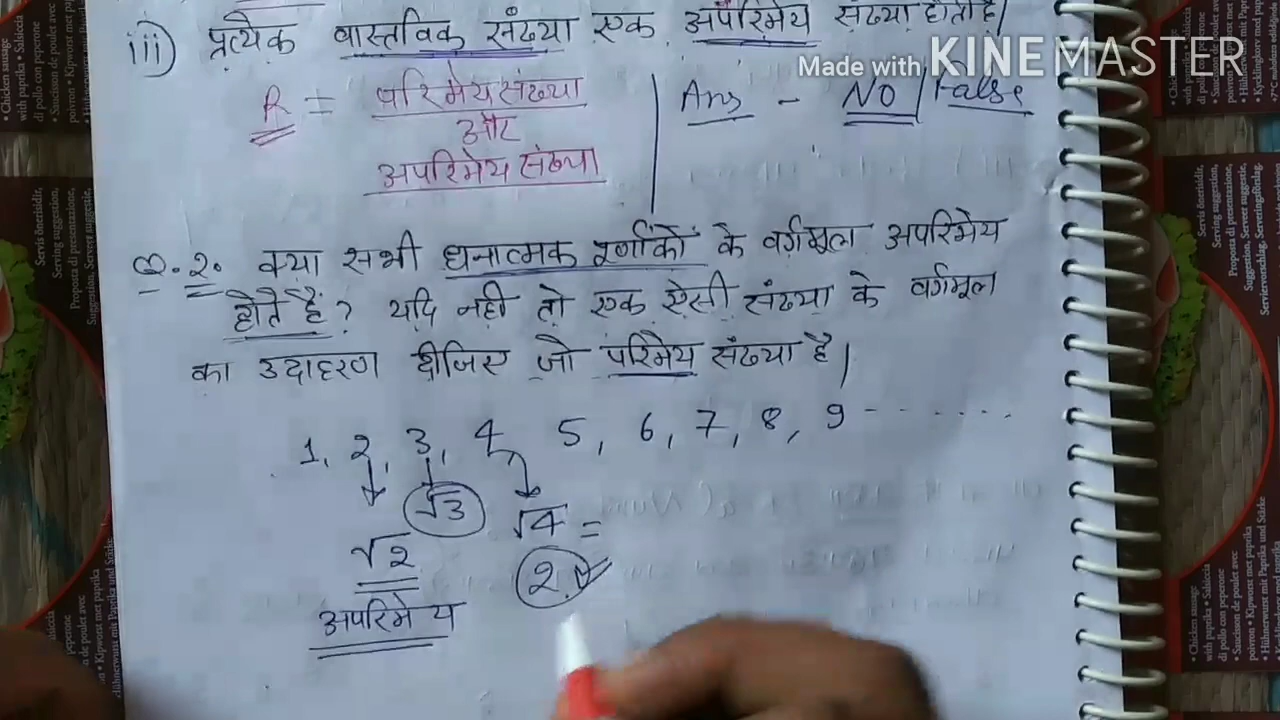 iii) प्रत्येक वास्तविक संख्या एक अपरिमेय संख्या होती है।
Made with KINEMASTER
R = परिमेय संख्या
और
अपरिमेय संख्या
Ans - NO/False
Q.2. क्या सभी धनात्मक पूर्णांकों के वर्गमूल अपरिमेय
होते हैं? यदि नहीं तो एक ऐसी संख्या के वर्गमूल
का उदाहरण दीजिए जो परिमेय संख्या है।
1, 2, 3, 4, 5, 6, 7, 8, 9 - - - - - - -
√3 √4 =
√2 2
अपरिमेय